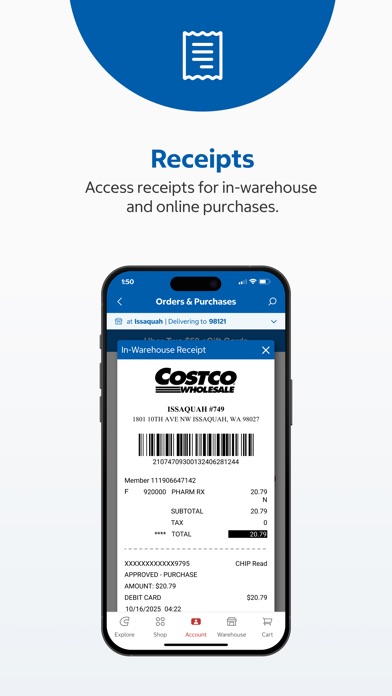 Receipts
Access receipts for in-warehouse
and online purchases.
1:50
Orders & Purchases
at Issaquah | Delivering to 98121
In-Warehouse Receipt
COSTCO
WHOLESALE
ISSAQUAH #749
1801 10TH AVE NW ISSAQUAH, WA 98027
21074709300132406281244
Member 111906647142
F 920000 PHARM RX 20.79
N
SUBTOTAL 20.79
TAX 0
**** TOTAL 20.79
XXXXXXXXXXXX9795 CHIP Read
APPROVED - PURCHASE
AMOUNT: $20.79
DEBIT CARD $20.79
10/16/2025 04:22
Explore Shop Account Warehouse Cart